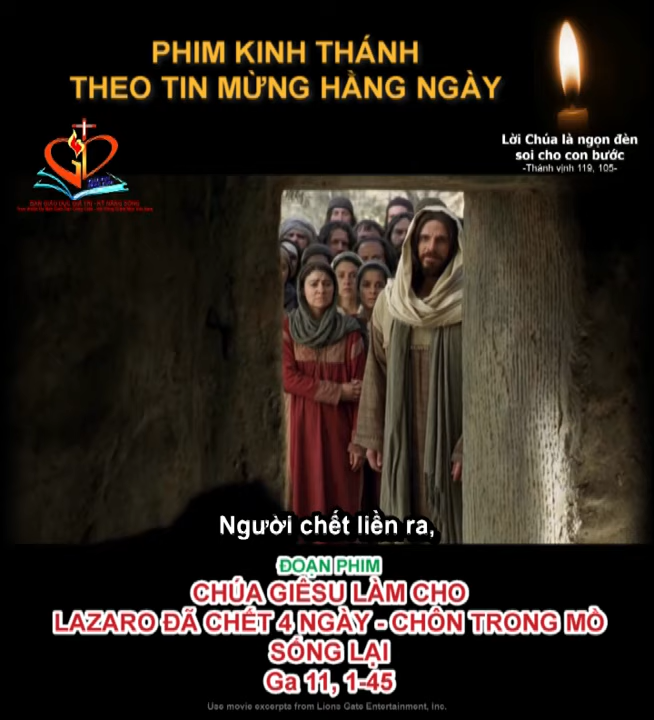 PHIM KINH THÁNH
THEO TIN MỪNG HẰNG NGÀY
Lời Chúa là ngọn đèn
soi cho con bước
-Thánh vịnh 119, 105-
Người chết liền ra,
ĐOẠN PHIM
CHÚA GIÊSU LÀM CHO
LAZARO ĐÃ CHẾT 4 NGÀY - CHÔN TRONG MỒ
SỐNG LẠI
Ga 11, 1-45
Use movie excerpts from Lions Gate Entertainment, Inc.